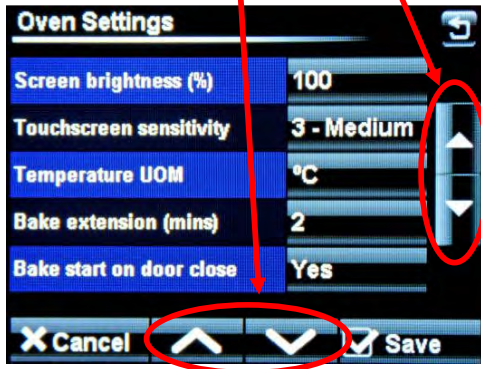 Oven Settings
Screen brightness (%) 100
Touchscreen sensitivity 3 - Medium
Temperature UOM ºC
Bake extension (mins) 2
Bake start on door close Yes
Cancel Save